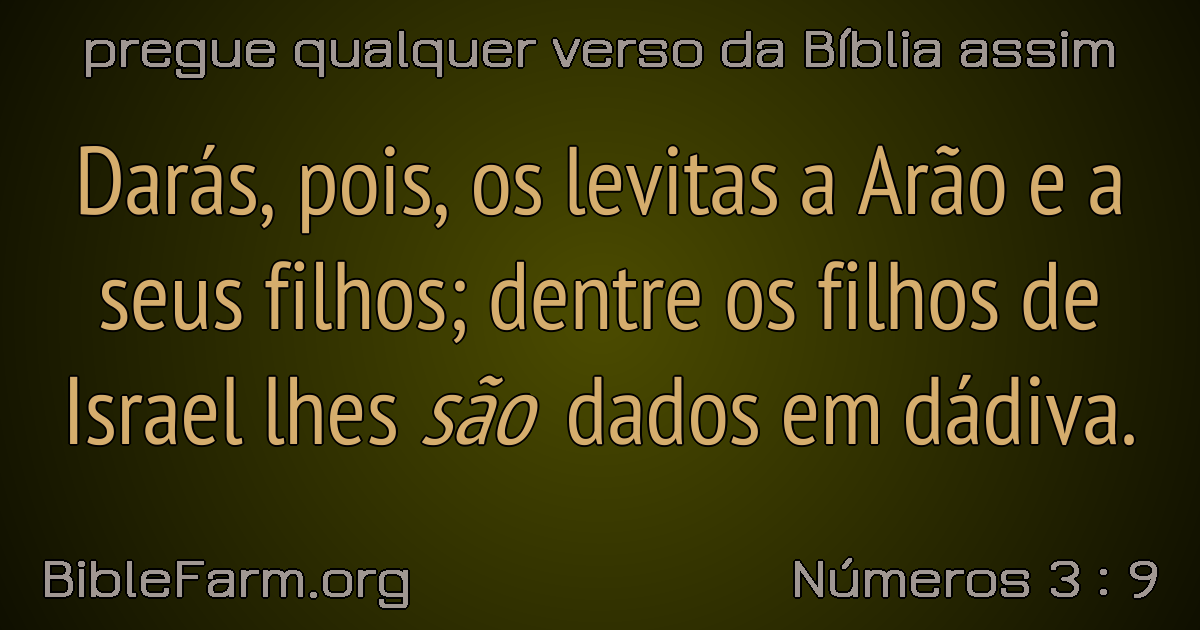 pregue qualquer verso da Bíblia assim
Darás, pois, os levitas a Arão e a
seus filhos; dentre os filhos de
Israel lhes são dados em dádiva.
BibleFarm.org
Números 3 : 9